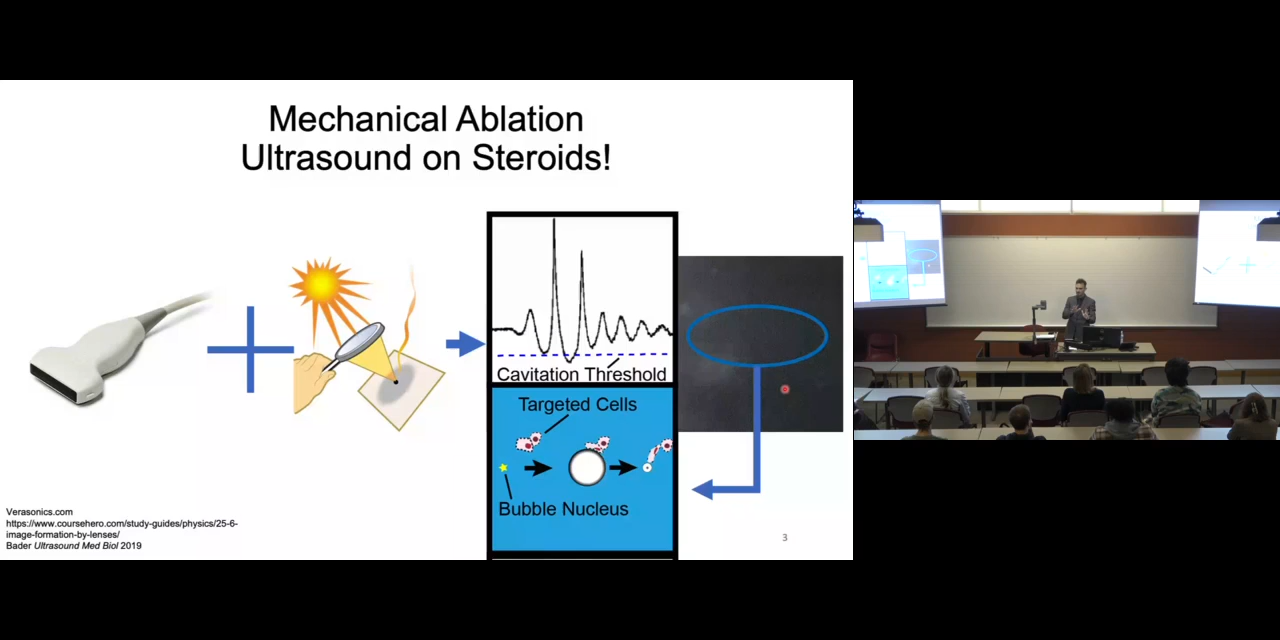 Mechanical Ablation
Ultrasound on Steroids!
Cavitation Threshold
Targeted Cells
Bubble Nucleus
Verasonics.com
https://www.coursehero.com/study-guides/physics/25-6-
image-formation-by-lenses/
Bader Ultrasound Med Biol 2019
3